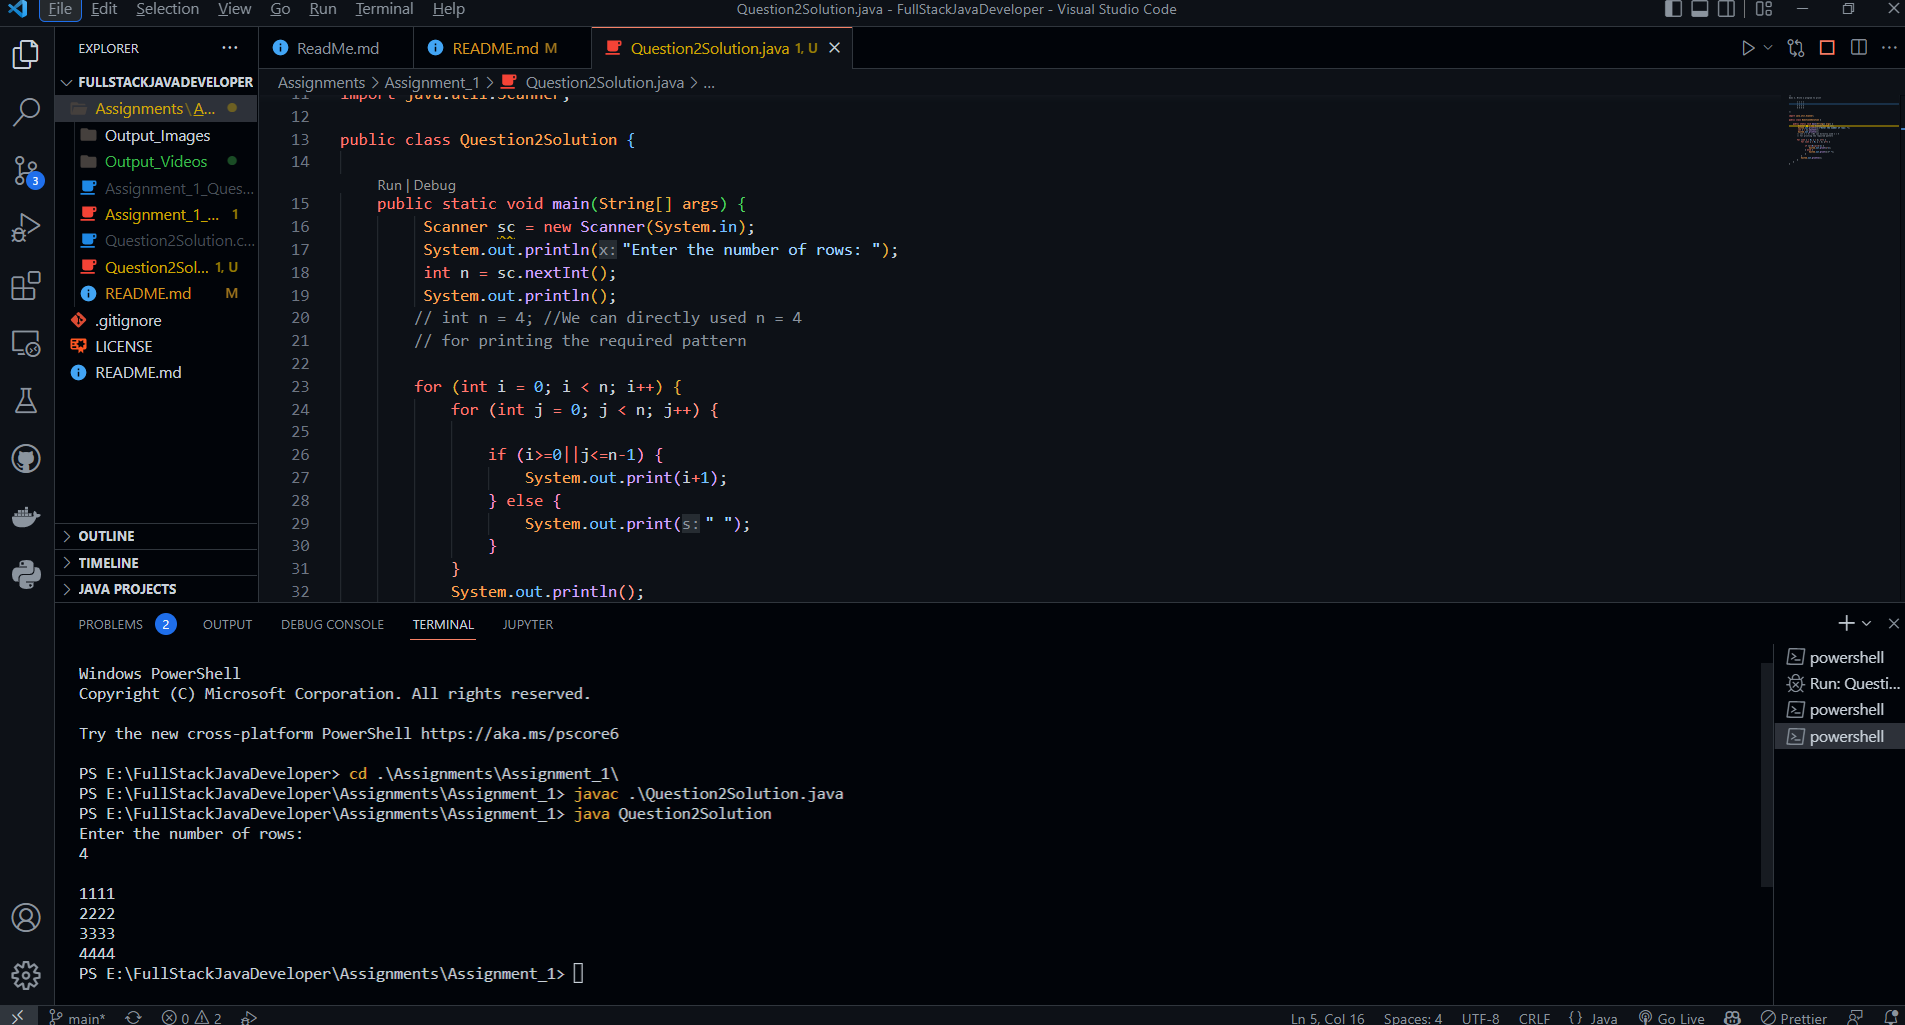 File Edit Selection View Go Run Terminal Help
Question2Solution.java - FullStackJavaDeveloper - Visual Studio Code
EXPLORER
FULLSTACKJAVADEVELOPER
Assignments\A...
Output_Images
Output_Videos
Assignment_1_Ques...
Assignment_1_... 1
Question2Solution.c...
Question2Sol... 1, U
README.md M
.gitignore
LICENSE
README.md
OUTLINE
TIMELINE
JAVA PROJECTS
3
ReadMe.md
README.md M
Question2Solution.java 1, U
Assignments > Assignment_1 > Question2Solution.java > ...
11 import java.util.Scanner;
12
13 public class Question2Solution {
14
Run | Debug
15 public static void main(String[] args) {
16 Scanner sc = new Scanner(System.in);
17 System.out.println(x: "Enter the number of rows: ");
18 int n = sc.nextInt();
19 System.out.println();
20 // int n = 4; //We can directly used n = 4
21 // for printing the required pattern
22
23 for (int i = 0; i < n; i++) {
24 for (int j = 0; j < n; j++) {
25
26 if (i>=0||j<=n-1) {
27 System.out.print(i+1);
28 } else {
29 System.out.print(s: " ");
30 }
31 }
32 System.out.println();
PROBLEMS 2 OUTPUT DEBUG CONSOLE TERMINAL JUPYTER
Windows PowerShell
Copyright (C) Microsoft Corporation. All rights reserved.
Try the new cross-platform PowerShell https://aka.ms/pscore6
PS E:\FullStackJavaDeveloper> cd .\Assignments\Assignment_1\
PS E:\FullStackJavaDeveloper\Assignments\Assignment_1> javac .\Question2Solution.java
PS E:\FullStackJavaDeveloper\Assignments\Assignment_1> java Question2Solution
Enter the number of rows:
4
1111
2222
3333
4444
PS E:\FullStackJavaDeveloper\Assignments\Assignment_1>
powershell
Run: Questi...
powershell
powershell
main* 0 2
Ln 5, Col 16 Spaces: 4 UTF-8 CRLF { } Java Go Live Prettier